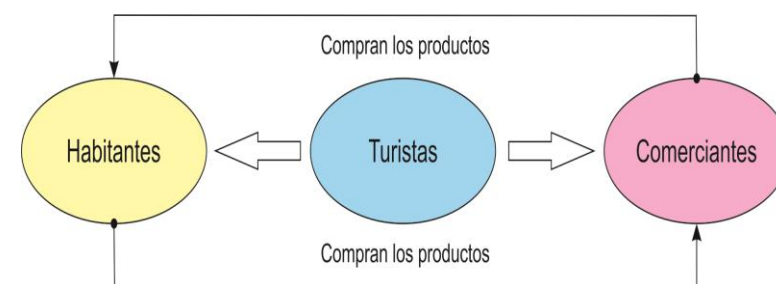 Compran los productos
Habitantes
Turistas
Comerciantes
Compran los productos